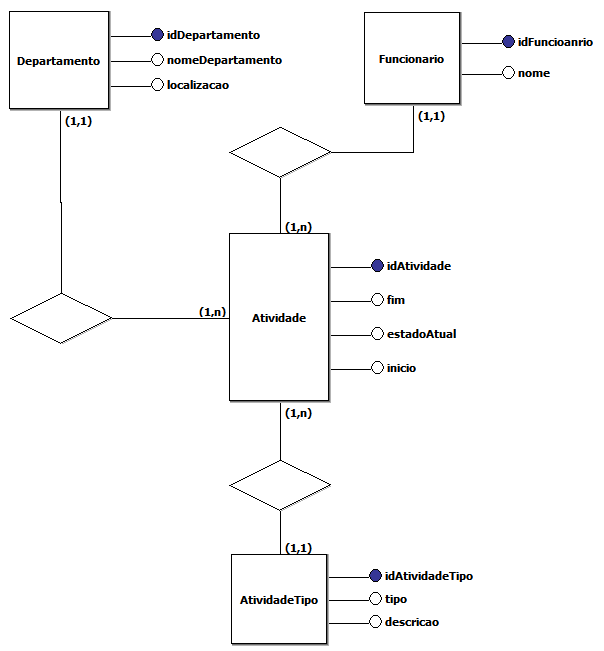 Departamento
idDepartamento
nomeDepartamento
localizacao
(1,1)
Funcionario
idFuncioanrio
nome
(1,1)
(1,n)
(1,n)
Atividade
idAtividade
fim
estadoAtual
inicio
(1,n)
(1,1)
AtividadeTipo
idAtividadeTipo
tipo
descricao